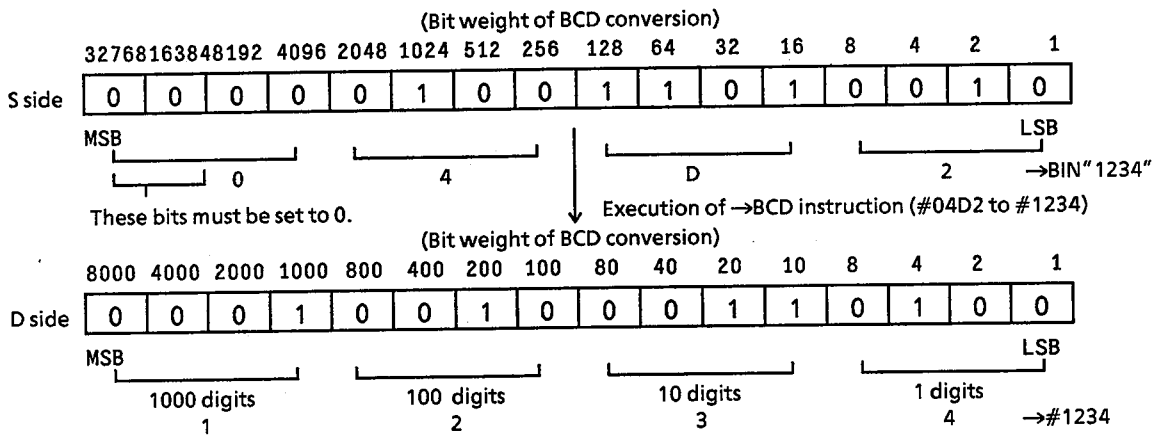 (Bit weight of BCD conversion)
32768 16384 8192 4096 2048 1024 512 256 128 64 32 16 8 4 2 1
S side 0 0 0 0 0 1 0 0 1 1 0 1 0 0 1 0
MSB LSB
0 4 D 2 →BIN"1234"
These bits must be set to 0. Execution of →BCD instruction (#04D2 to #1234)
(Bit weight of BCD conversion)
8000 4000 2000 1000 800 400 200 100 80 40 20 10 8 4 2 1
D side 0 0 0 1 0 0 1 0 0 0 1 1 0 1 0 0
MSB LSB
1000 digits 100 digits 10 digits 1 digits
1 2 3 4 →#1234